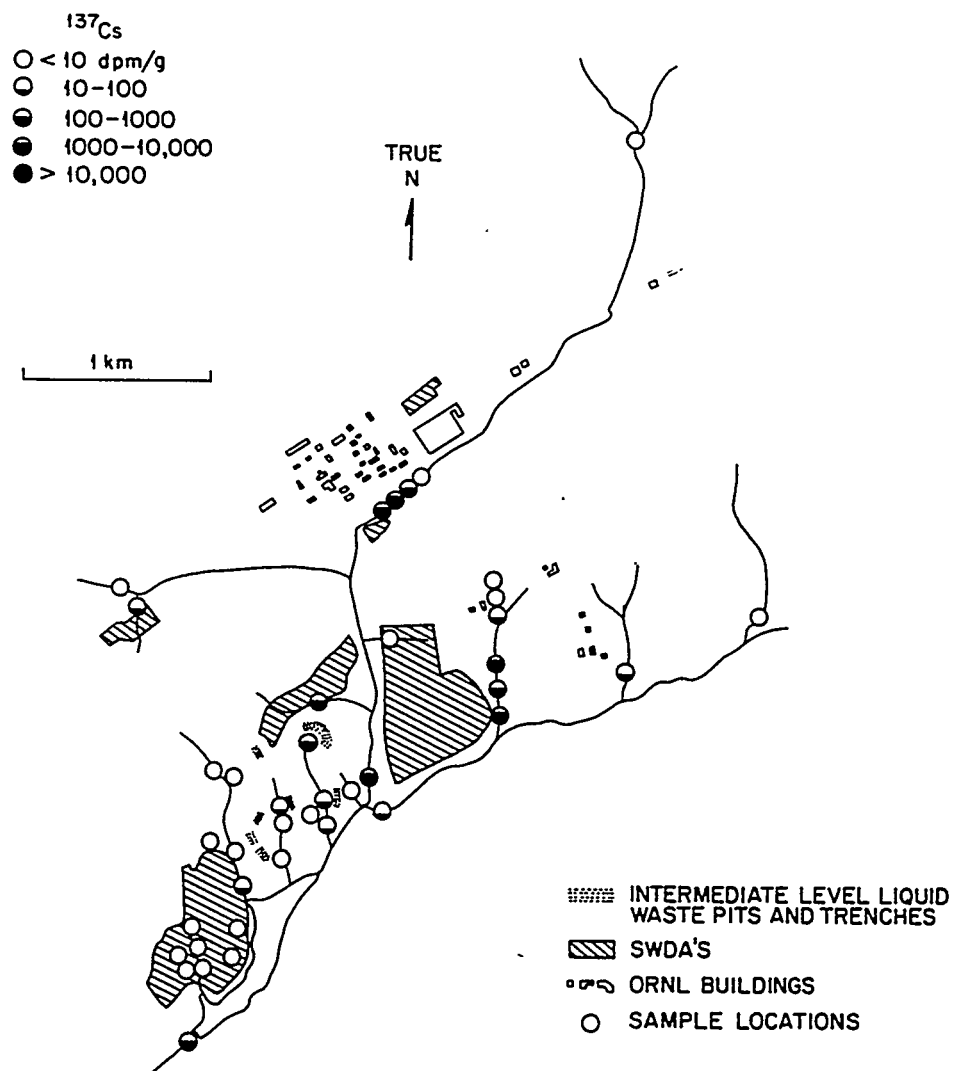 ¹³⁷Cs
< 10 dpm/g
10–100
100–1000
1000–10,000
> 10,000
TRUE
N
1 km
INTERMEDIATE LEVEL LIQUID
WASTE PITS AND TRENCHES
SWDA'S
ORNL BUILDINGS
SAMPLE LOCATIONS